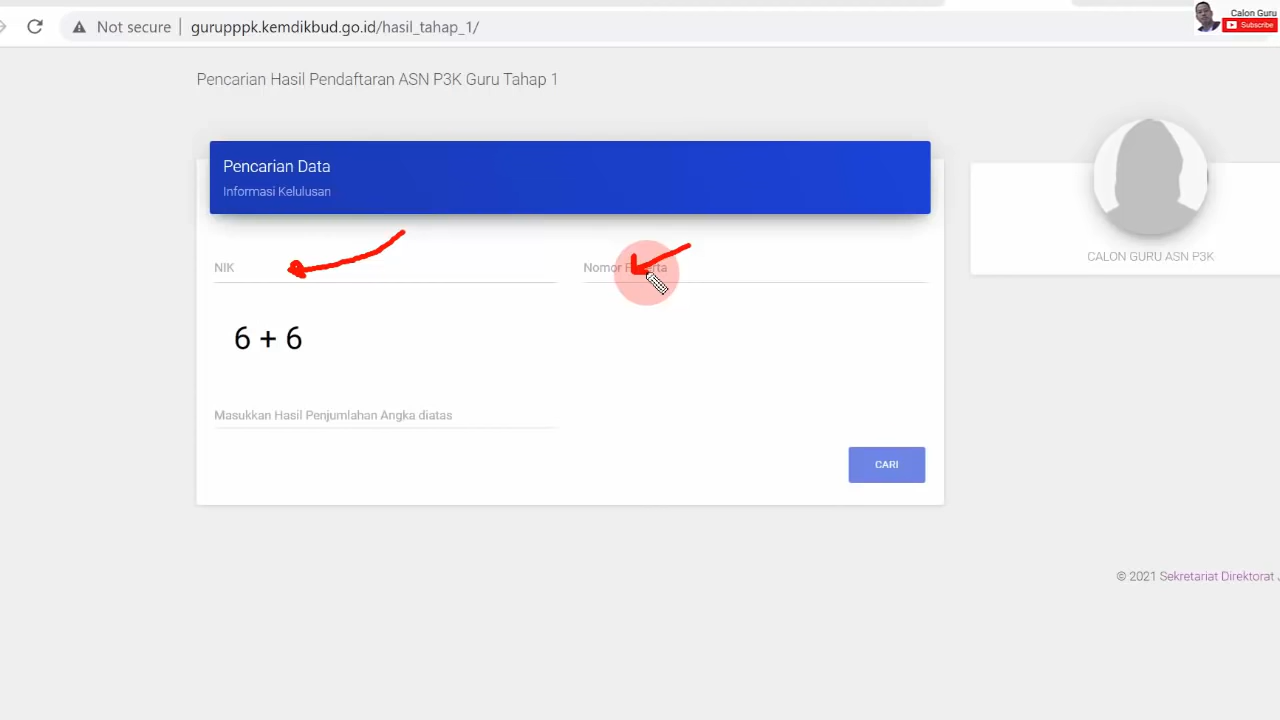 Not secure
gurupppk.kemdikbud.go.id/hasil_tahap_1/
Calon Guru
Subscribe
Pencarian Hasil Pendaftaran ASN P3K Guru Tahap 1
Pencarian Data
Informasi Kelulusan
NIK
Nomor
CALON GURU ASN P3K
6 + 6
Masukkan Hasil Penjumlahan Angka diatas
CARI
© 2021 Sekretariat Direktorat